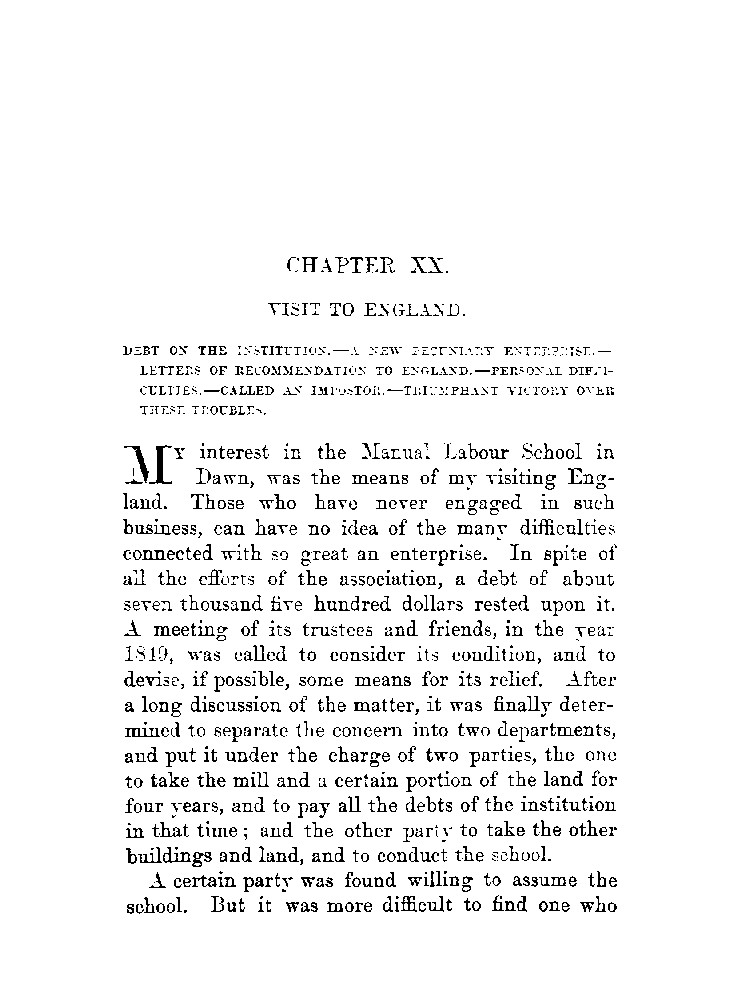 CHAPTER XX.
VISIT TO ENGLAND.
DEBT ON THE INSTITUTION.—A NEW PECUNIARY ENTERPRISE.—
LETTERS OF RECOMMENDATION TO ENGLAND.—PERSONAL DIFFI-
CULTIES.—CALLED AN IMPOSTOR.—TRIUMPHANT VICTORY OVER
THESE TROUBLES.
MY interest in the Manual Labour School in
Dawn, was the means of my visiting Eng-
land. Those who have never engaged in such
business, can have no idea of the many difficulties
connected with so great an enterprise. In spite of
all the efforts of the association, a debt of about
seven thousand five hundred dollars rested upon it.
A meeting of its trustees and friends, in the year
1849, was called to consider its condition, and to
devise, if possible, some means for its relief. After
a long discussion of the matter, it was finally deter-
mined to separate the concern into two departments,
and put it under the charge of two parties, the one
to take the mill and a certain portion of the land for
four years, and to pay all the debts of the institution
in that time; and the other party to take the other
buildings and land, and to conduct the school.
A certain party was found willing to assume the
school. But it was more difficult to find one who